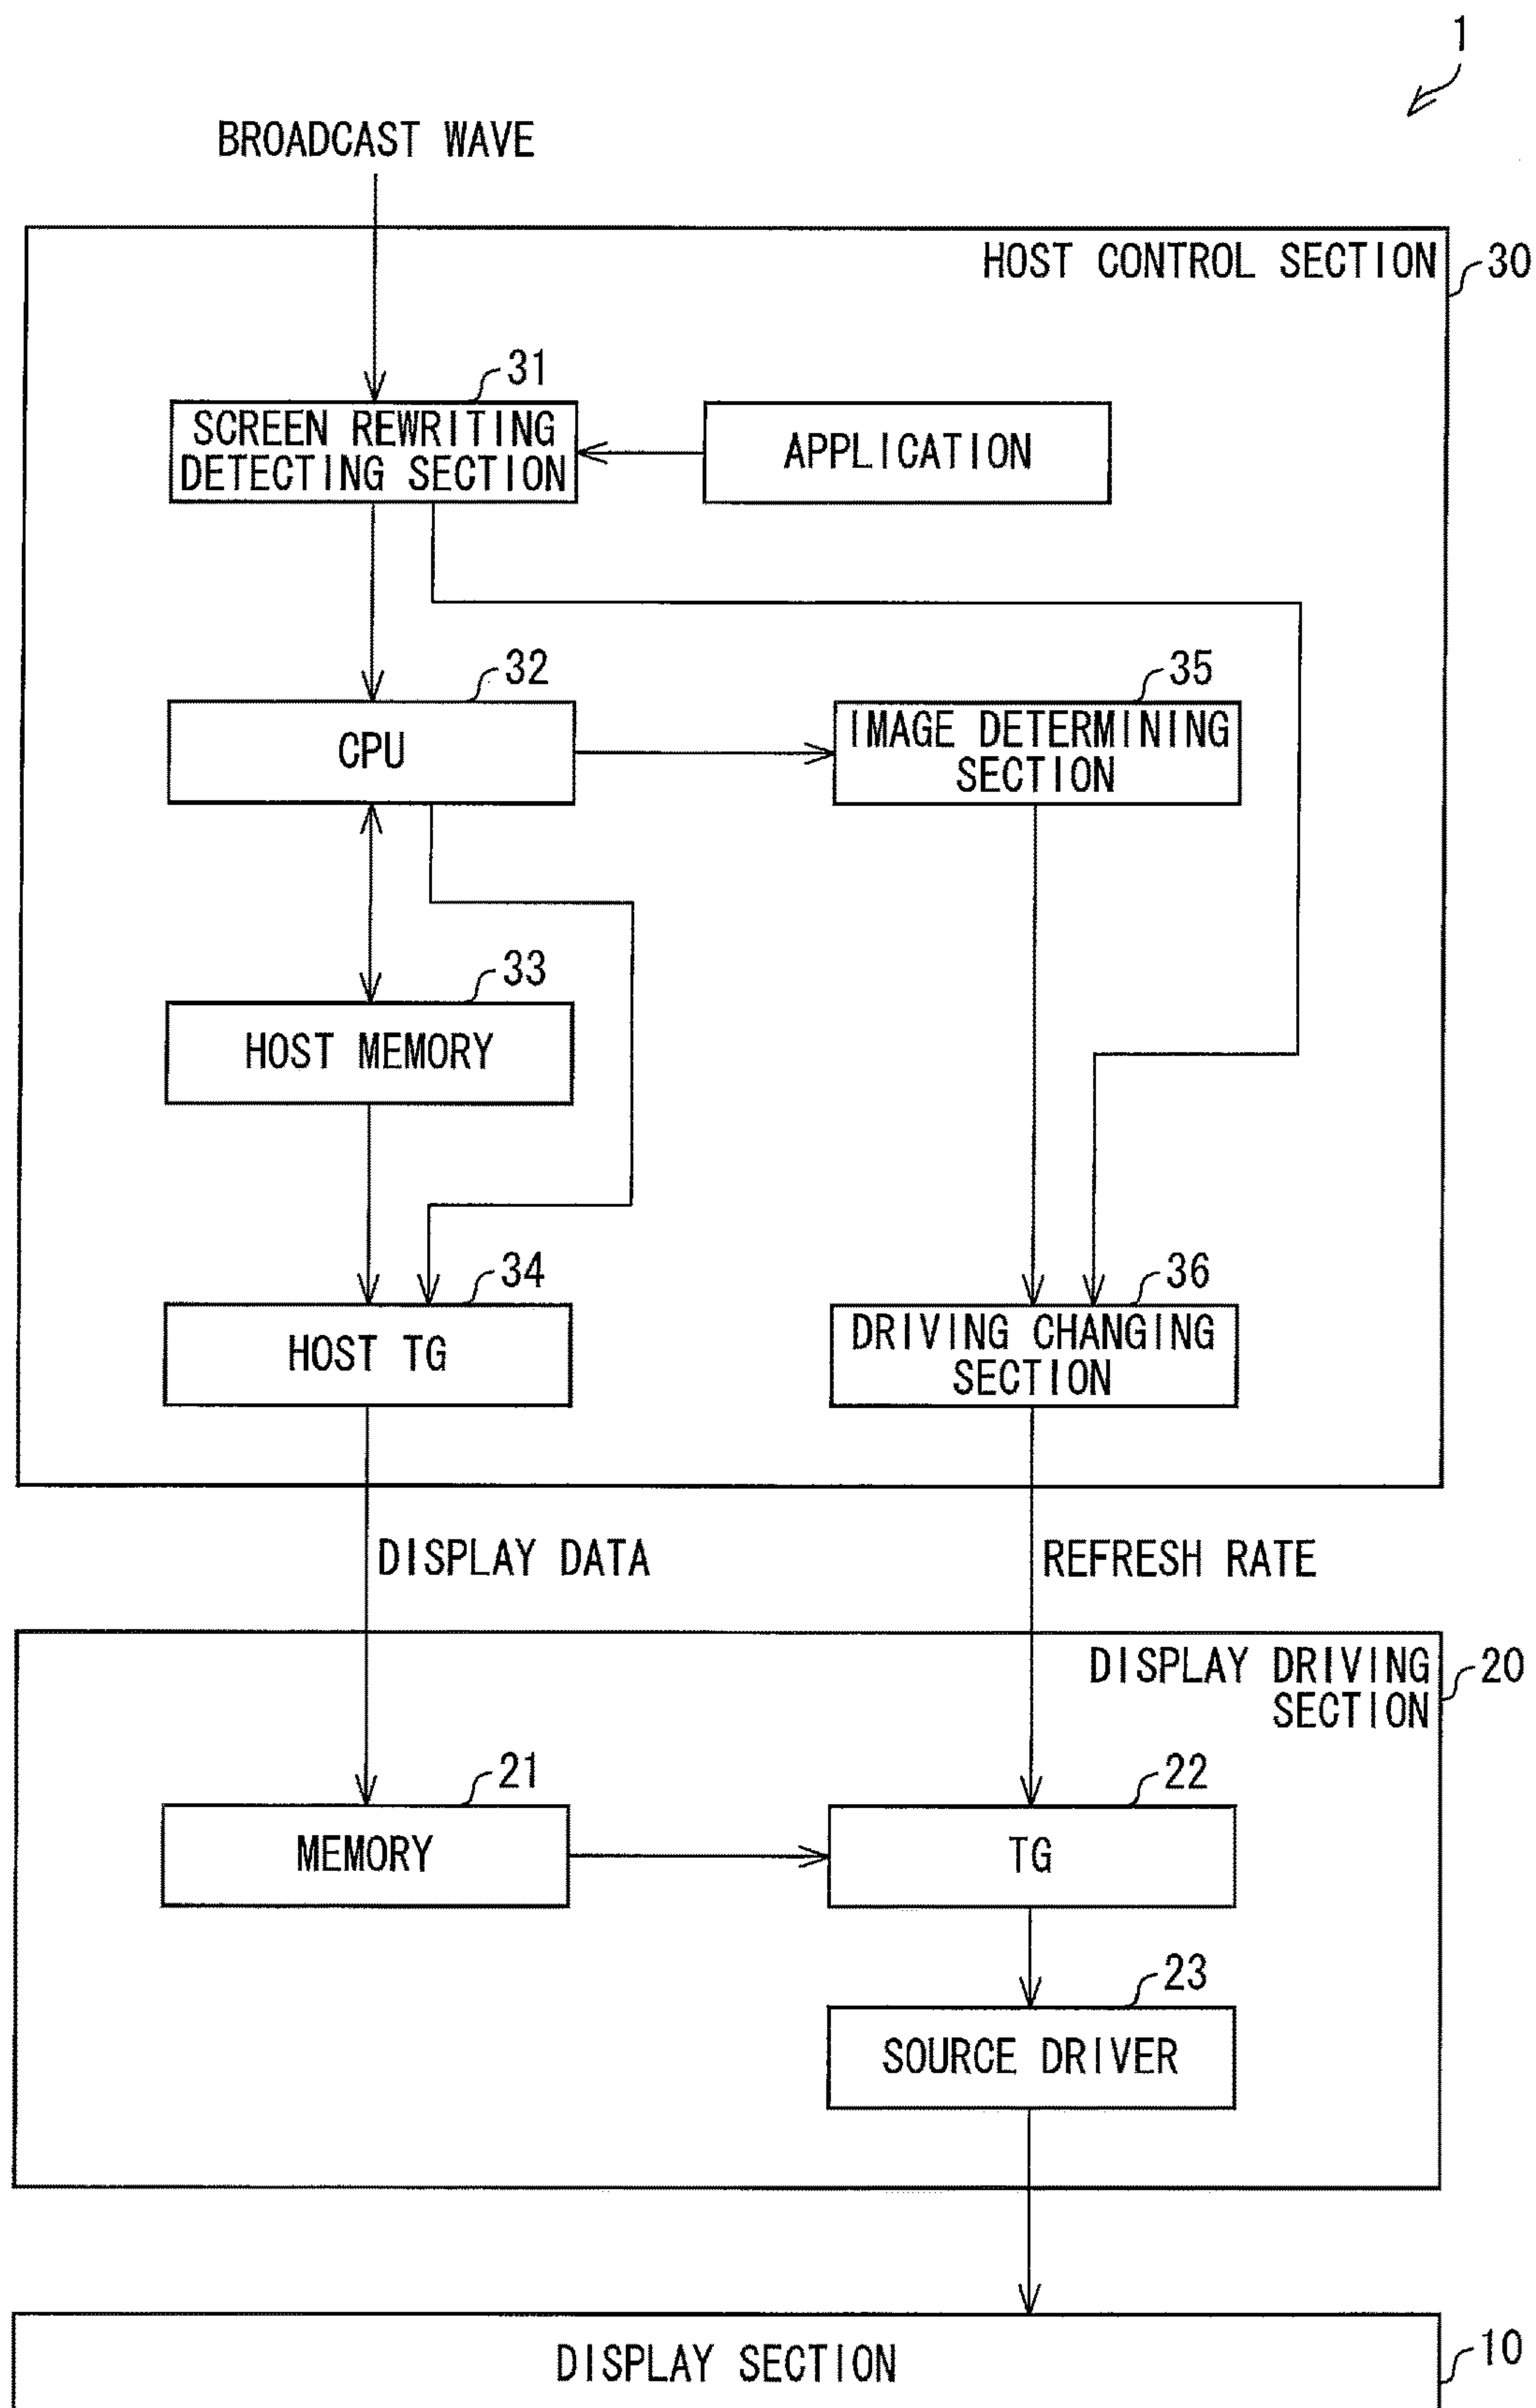 1
BROADCAST WAVE
HOST CONTROL SECTION
30
31
SCREEN REWRITING
DETECTING SECTION
APPLICATION
32
CPU
35
IMAGE DETERMINING
SECTION
33
HOST MEMORY
34
HOST TG
36
DRIVING CHANGING
SECTION
DISPLAY DATA
REFRESH RATE
DISPLAY DRIVING
SECTION
20
21
MEMORY
22
TG
23
SOURCE DRIVER
DISPLAY SECTION
10